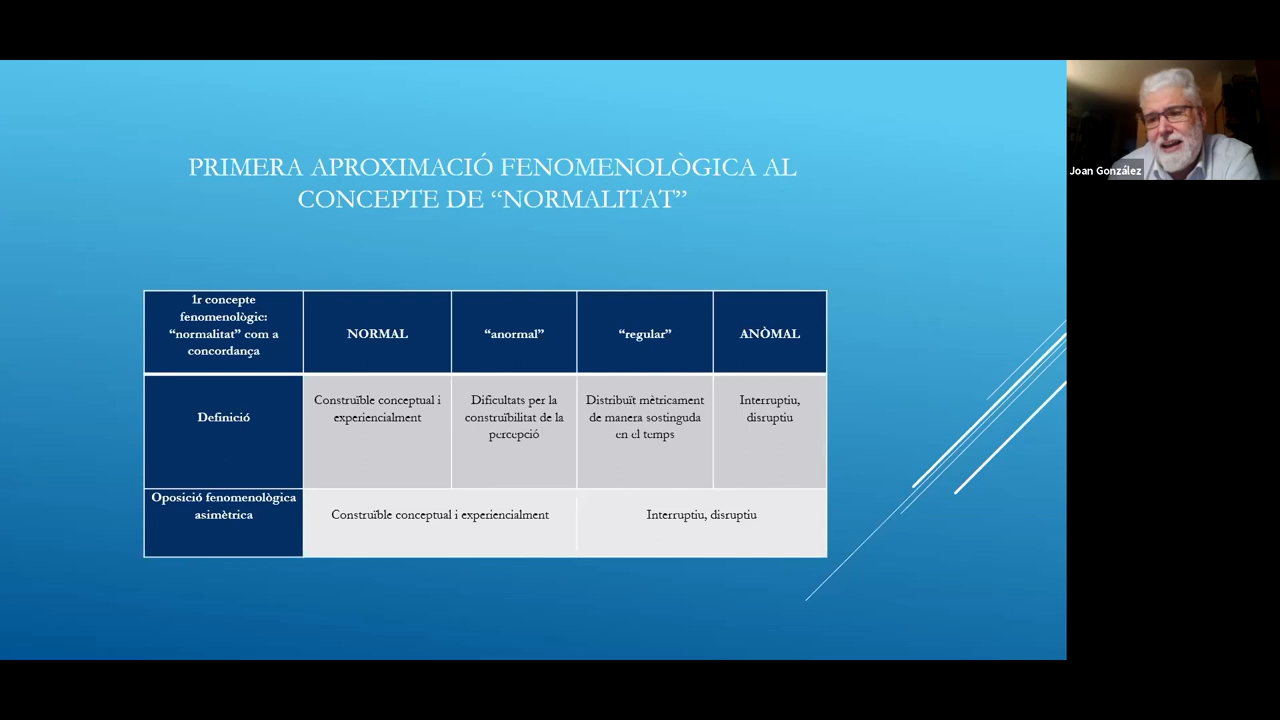 PRIMERA APROXIMACIÓ FENOMENOLÒGICA AL
CONCEPTE DE “NORMALITAT”
Joan González
1r concepte
fenomenològic:
“normalitat” com a
concordança
NORMAL
“anormal”
“regular”
ANÒMAL
Definició
Construïble conceptual i
experiencialment
Dificultats per la
construïbilitat de la
percepció
Distribuït mètricament
de manera sostinguda
en el temps
Interruptiu,
disruptiu
Oposició fenomenològica
asimètrica
Construïble conceptual i experiencialment
Interruptiu, disruptiu